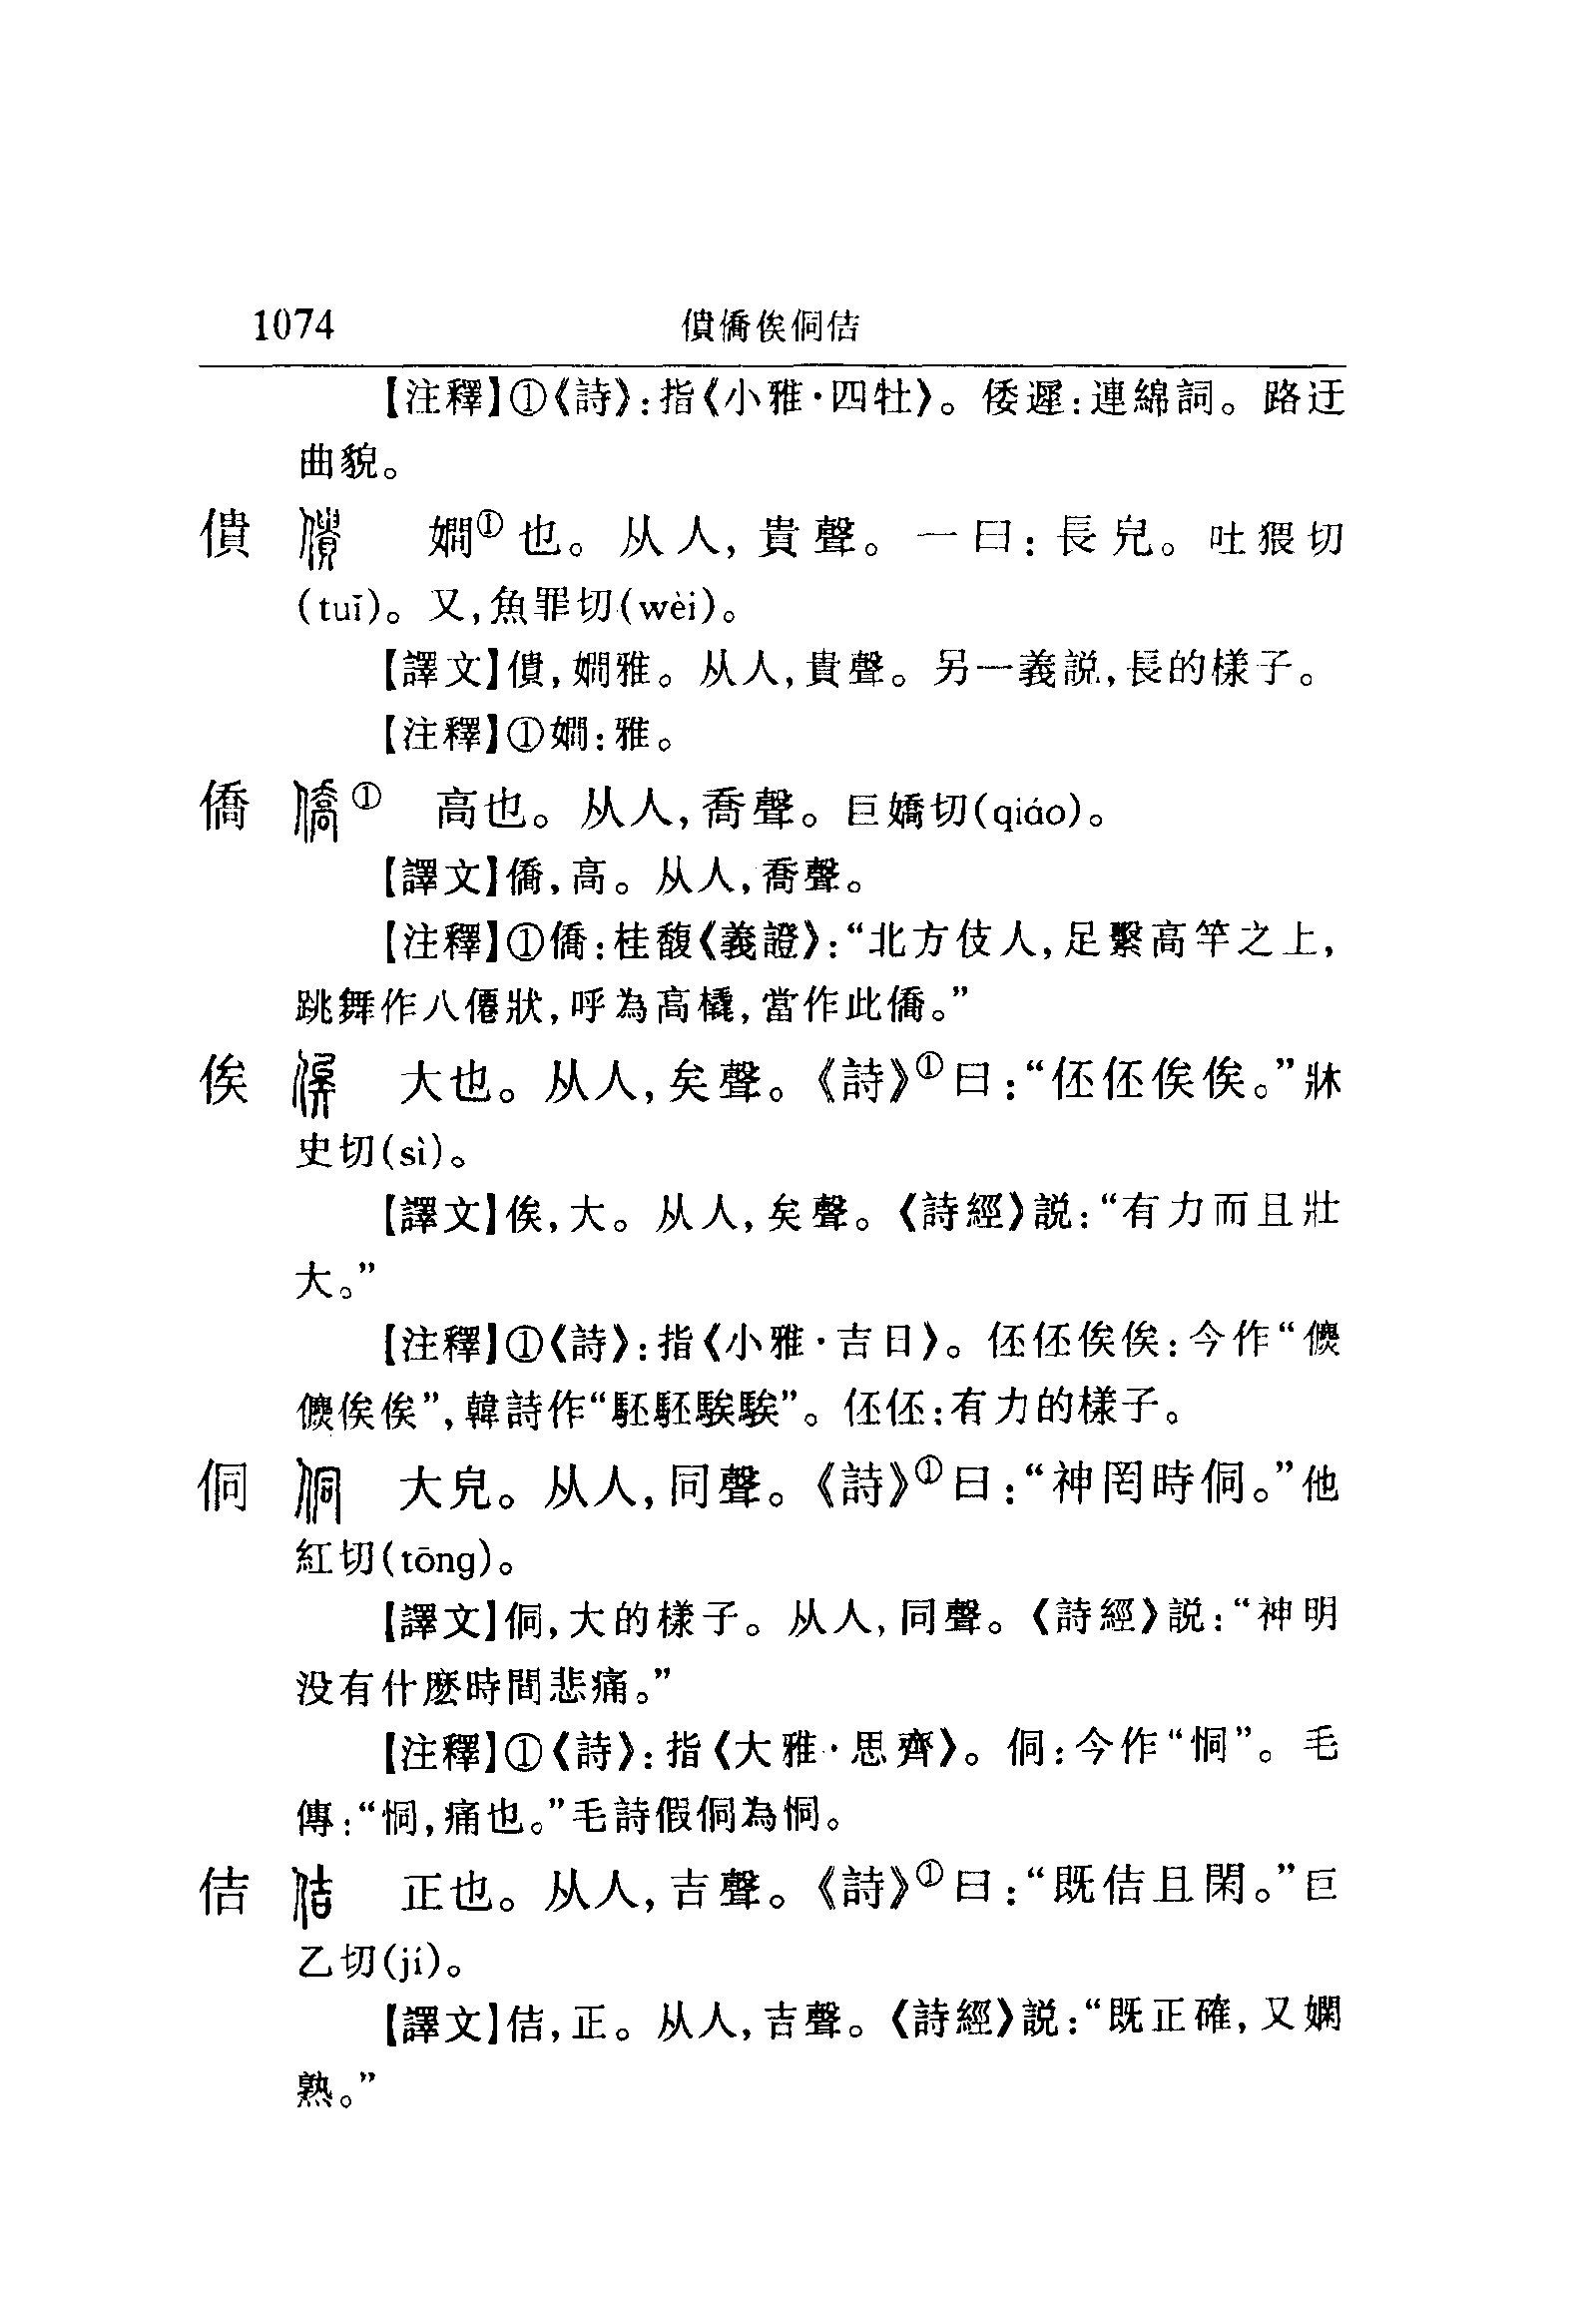 1074 僓僑俟侗佶
【注釋】①《詩》:指《小雅·四牡》。倭遲:連綿詞。路迂
曲貌。
僓 嫺①也。从人,貴聲。一曰:長皃。吐猥切
(tuǐ)。又,魚罪切(wèi)。
【譯文】僓,嫺雅。从人,貴聲。另一義説,長的樣子。
【注釋】①嫺:雅。
僑 ① 高也。从人,喬聲。巨嬌切(qiáo)。
【譯文】僑,高。从人,喬聲。
【注釋】①僑:桂馥《義證》:“北方伎人,足繫高竿之上,
跳舞作八僊狀,呼為高橇,當作此僑。”
俟 大也。从人,矣聲。《詩》①曰:“伾伾俟俟。”牀
史切(sì)。
【譯文】俟,大。从人,矣聲。《詩經》説:“有力而且壯
大。”
【注釋】①《詩》:指《小雅·吉日》。伾伾俟俟:今作“儦
儦俟俟”,韓詩作“駓駓騃騃”。伾伾:有力的樣子。
侗 大皃。从人,同聲。《詩》①曰:“神罔時侗。”他
紅切(tōng)。
【譯文】侗,大的樣子。从人,同聲。《詩經》説:“神明
没有什麽時間悲痛。”
【注釋】①《詩》:指《大雅·思齊》。侗:今作“恫”。毛
傳:“恫,痛也。”毛詩假侗為恫。
佶 正也。从人,吉聲。《詩》①曰:“既佶且閑。”巨
乙切(jí)。
【譯文】佶,正。从人,吉聲。《詩經》説:“既正確,又嫻
熟。”